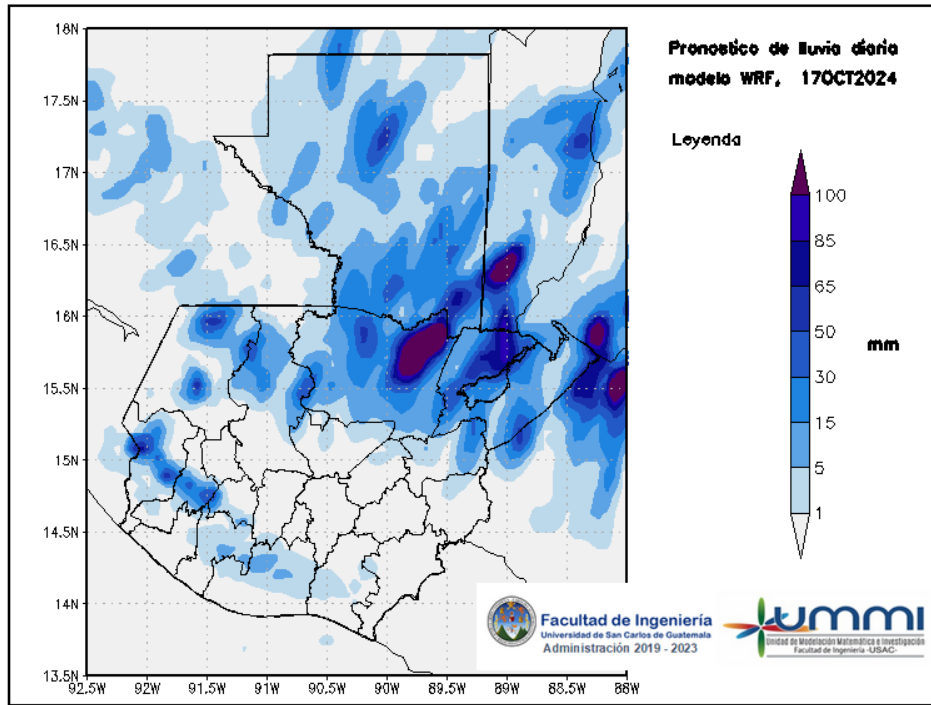 18N
17.5N
17N
16.5N
16N
15.5N
15N
14.5N
14N
13.5N
92.5W
92W
91.5W
91W
90.5W
90W
89.5W
89W
88.5W
88W
Pronostico de lluvia diaria
modelo WRF, 17OCT2024
Leyenda
100
85
65
50
30
15
5
1
mm
Facultad de Ingeniería
Universidad de San Carlos de Guatemala
Administración 2019 - 2023
ummi
Unidad de Modelación Matemática e Investigación
Facultad de Ingeniería -USAC-